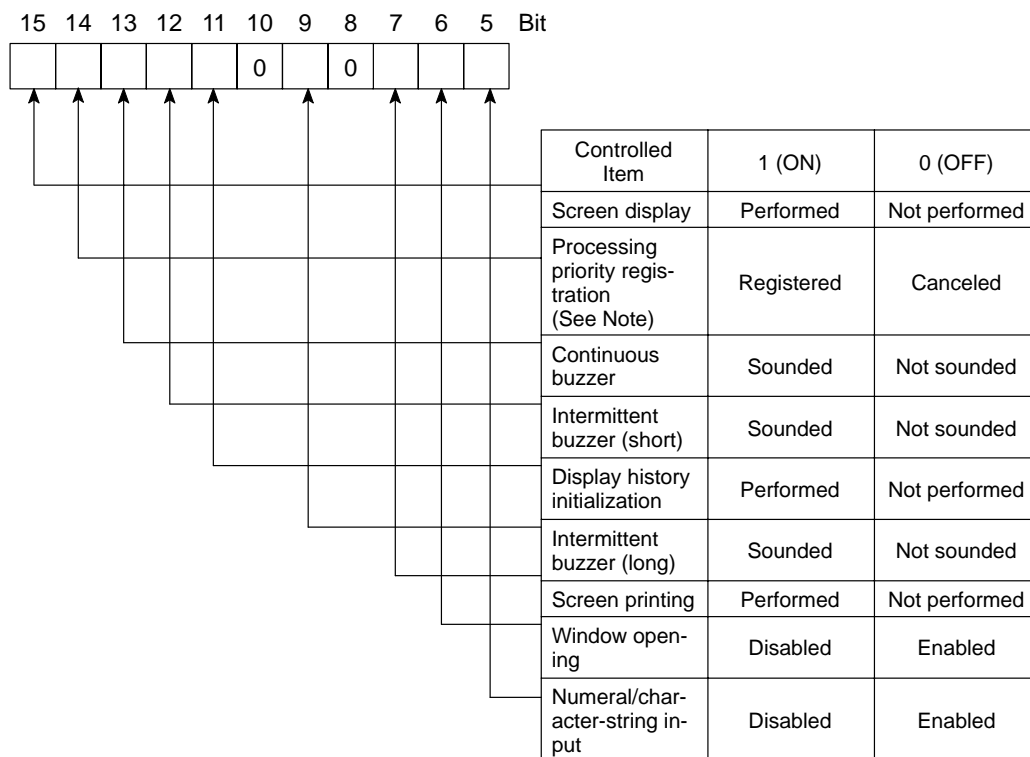 15 14 13 12 11 10 9 8 7 6 5 Bit
0 0
Controlled
Item
1 (ON)
0 (OFF)
Screen display
Performed
Not performed
Processing
priority regis-
tration
(See Note)
Registered
Canceled
Continuous
buzzer
Sounded
Not sounded
Intermittent
buzzer (short)
Sounded
Not sounded
Display history
initialization
Performed
Not performed
Intermittent
buzzer (long)
Sounded
Not sounded
Screen printing
Performed
Not performed
Window open-
ing
Disabled
Enabled
Numeral/char-
acter-string in-
put
Disabled
Enabled